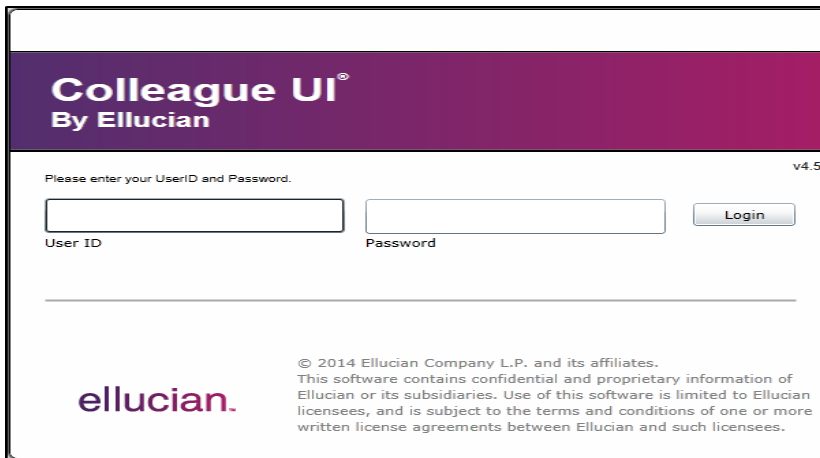 Colleague UI®
By Ellucian
v4.5
Please enter your UserID and Password.
Login
User ID
Password
© 2014 Ellucian Company L.P. and its affiliates.
This software contains confidential and proprietary information of
Ellucian or its subsidiaries. Use of this software is limited to Ellucian
licensees, and is subject to the terms and conditions of one or more
written license agreements between Ellucian and such licensees.
ellucian™